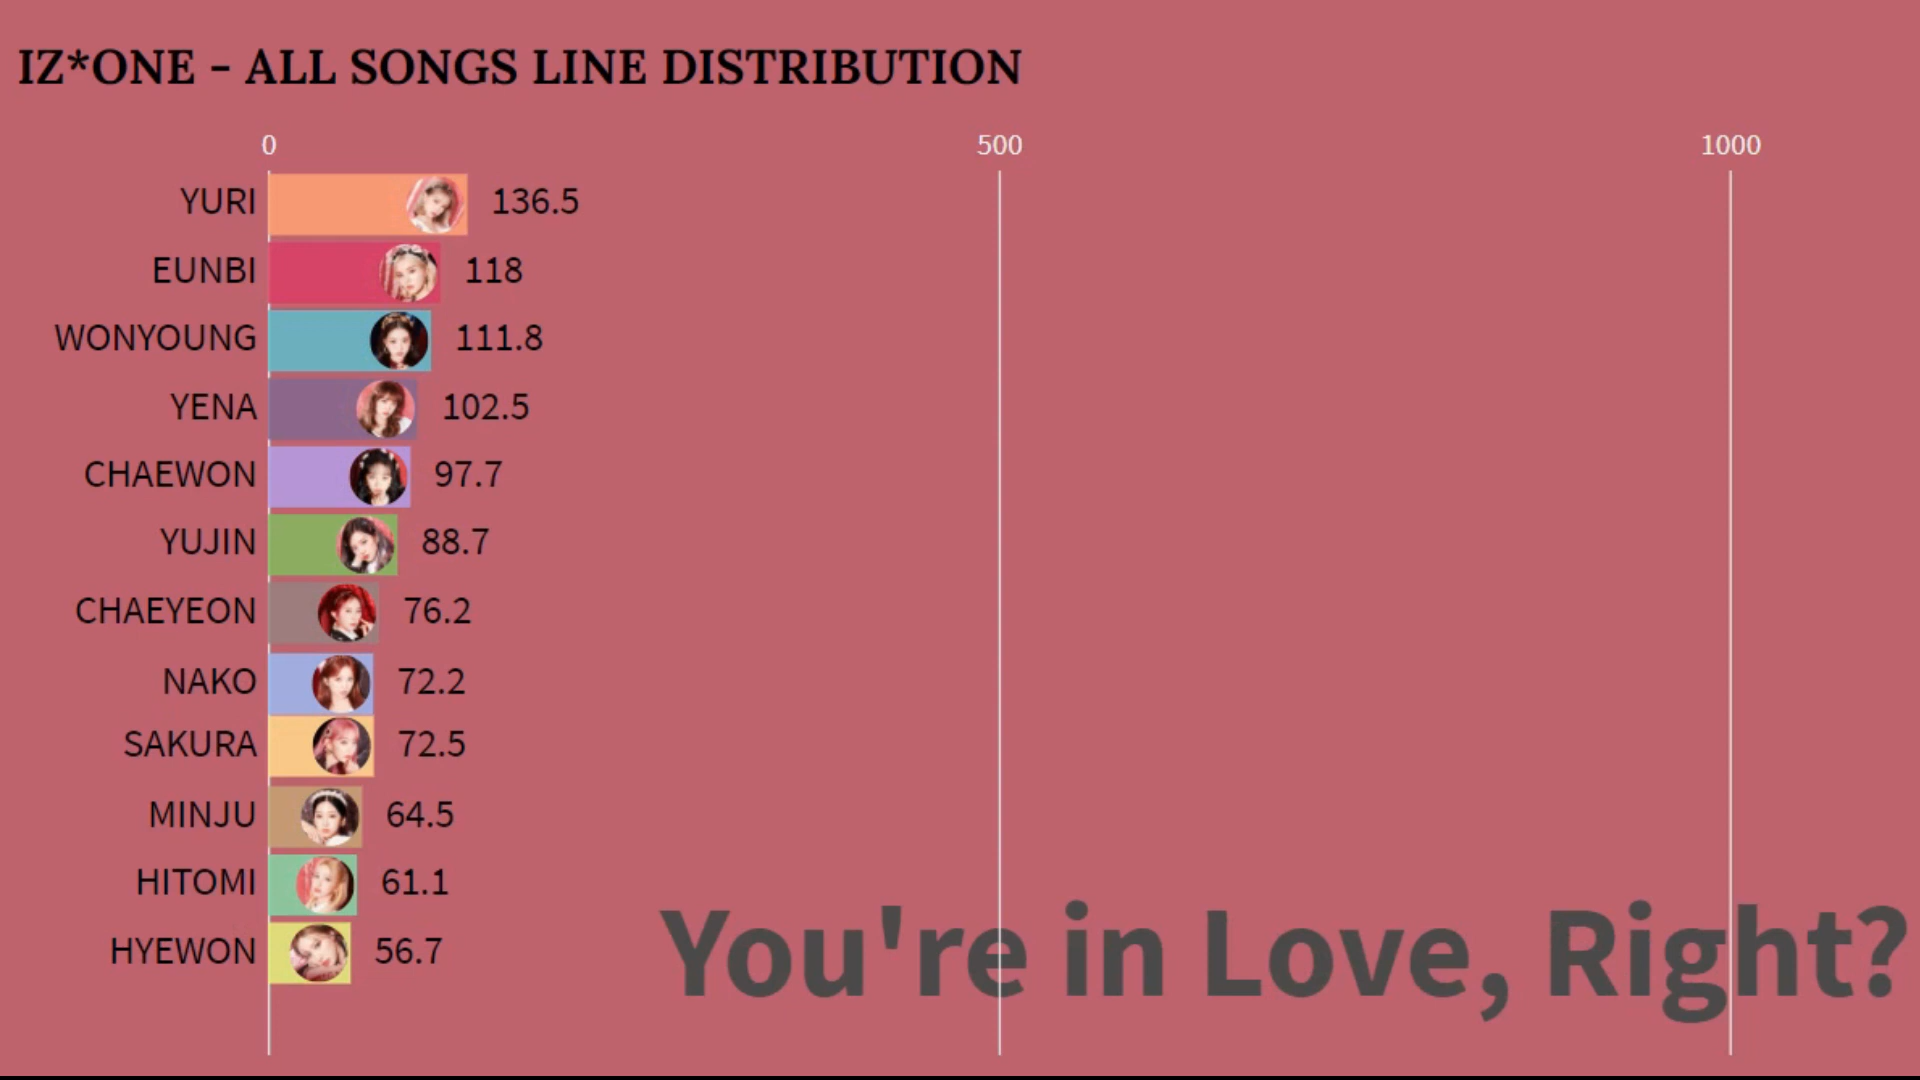 IZ*ONE - ALL SONGS LINE DISTRIBUTION
0 500 1000
YURI 136.5
EUNBI 118
WONYOUNG 111.8
YENA 102.5
CHAEWON 97.7
YUJIN 88.7
CHAEYEON 76.2
NAKO 72.2
SAKURA 72.5
MINJU 64.5
HITOMI 61.1
HYEWON 56.7
You're in Love, Right?